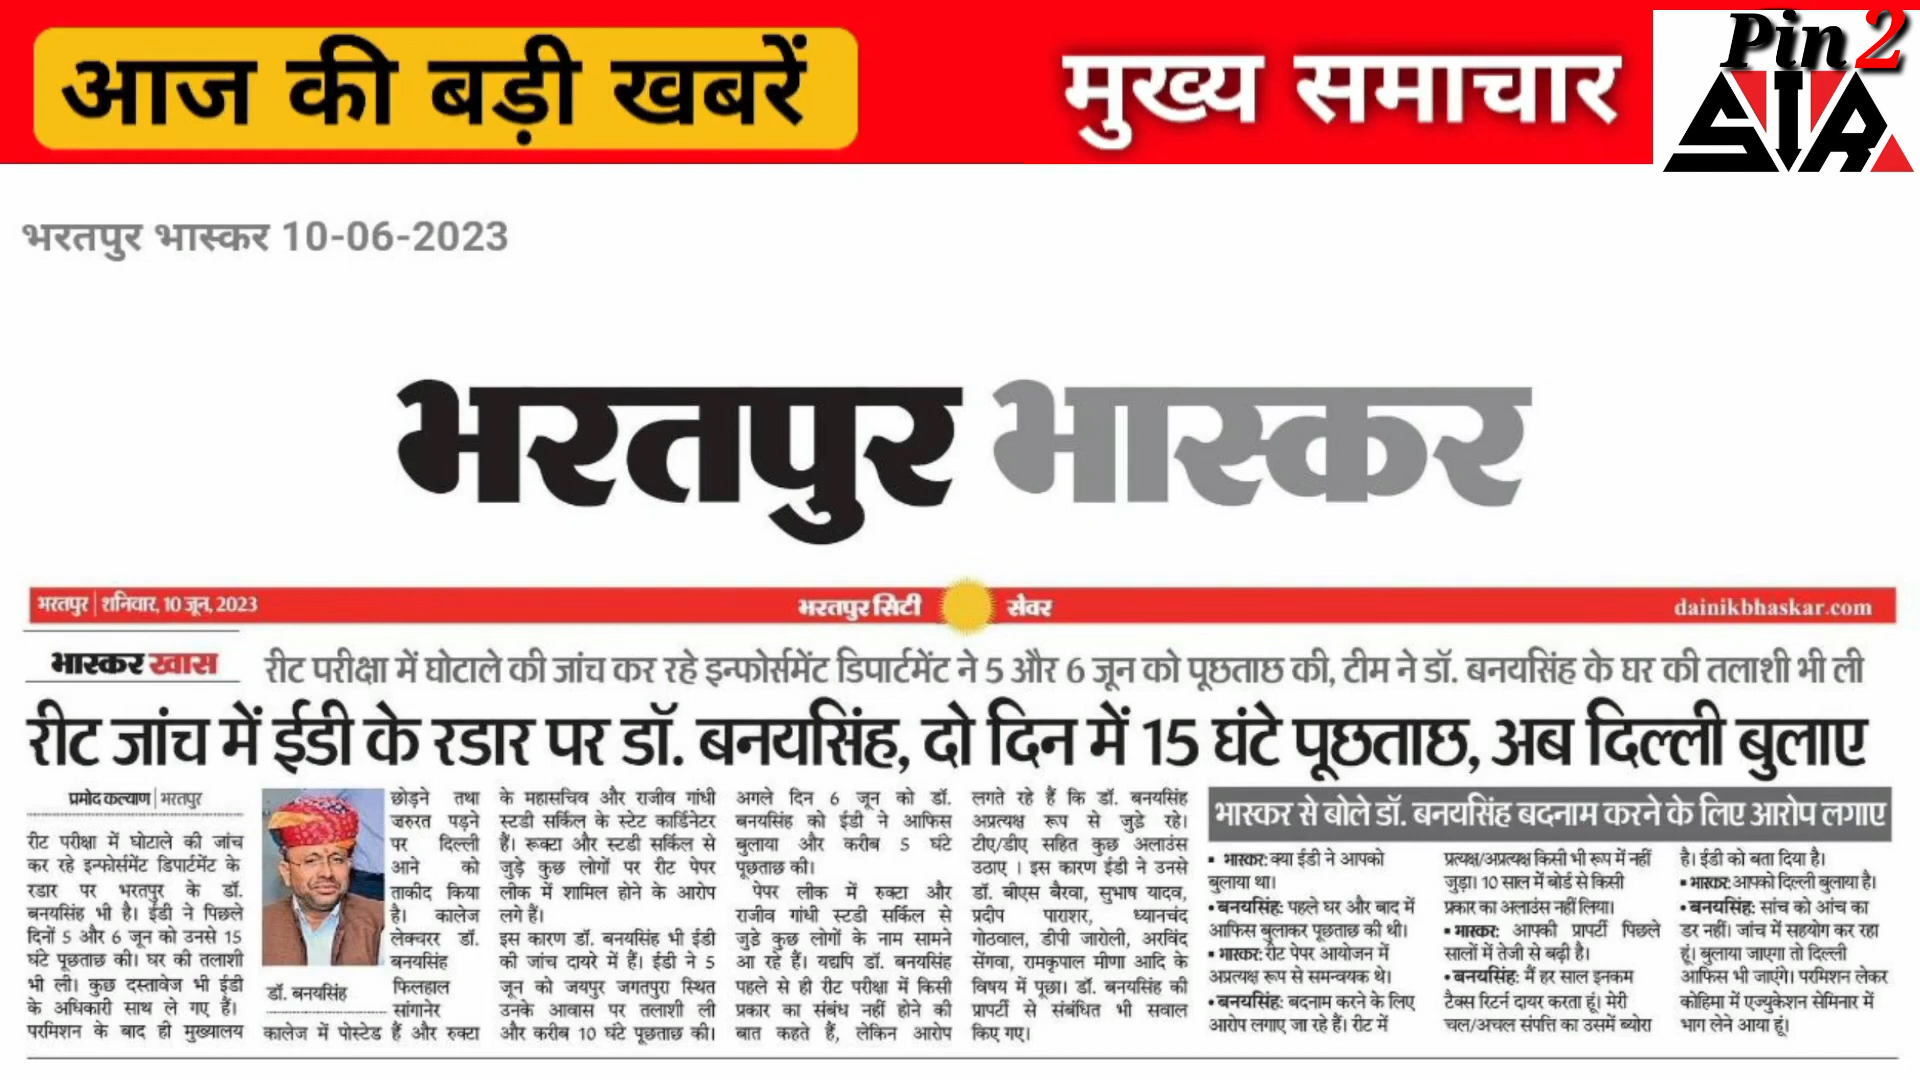 आज की बड़ी खबरें
मुख्य समाचार
Pin2
SIR
भरतपुर भास्कर 10-06-2023
भरतपुर भास्कर
भरतपुर | शनिवार, 10 जून, 2023
भरतपुर सिटी
सेवर
dainikbhaskar.com
भास्कर खास
रीट परीक्षा में घोटाले की जांच कर रहे इन्फोर्समेंट डिपार्टमेंट ने 5 और 6 जून को पूछताछ की, टीम ने डॉ. बनयसिंह के घर की तलाशी भी ली
रीट जांच में ईडी के रडार पर डॉ. बनयसिंह, दो दिन में 15 घंटे पूछताछ, अब दिल्ली बुलाए
प्रमोद कल्याण | भरतपुर
रीट परीक्षा में घोटाले की जांच
कर रहे इन्फोर्समेंट डिपार्टमेंट के
रडार पर भरतपुर के डॉ.
बनयसिंह भी है। ईडी ने पिछले
दिनों 5 और 6 जून को उनसे 15
घंटे पूछताछ की। घर की तलाशी
भी ली। कुछ दस्तावेज भी ईडी
के अधिकारी साथ ले गए हैं।
परमिशन के बाद ही मुख्यालय
डॉ. बनयसिंह
छोड़ने तथा
जरुरत पड़ने
पर दिल्ली
आने को
ताकीद किया
है। कालेज
लेक्चरर डॉ.
बनयसिंह
फिलहाल
सांगानेर
कालेज में पोस्टेड हैं और रुक्टा
के महासचिव और राजीव गांधी
स्टडी सर्किल के स्टेट कार्डिनेटर
हैं। रूक्टा और स्टडी सर्किल से
जुड़े कुछ लोगों पर रीट पेपर
लीक में शामिल होने के आरोप
लगे हैं।
इस कारण डॉ. बनयसिंह भी ईडी
की जांच दायरे में हैं। ईडी ने 5
जून को जयपुर जगतपुरा स्थित
उनके आवास पर तलाशी ली
और करीब 10 घंटे पूछताछ की।
अगले दिन 6 जून को डॉ.
बनयसिंह को ईडी ने आफिस
बुलाया और करीब 5 घंटे
पूछताछ की।
पेपर लीक में रुक्टा और
राजीव गांधी स्टडी सर्किल से
जुड़े कुछ लोगों के नाम सामने
आ रहे हैं। यद्यपि डॉ. बनयसिंह
पहले से ही रीट परीक्षा में किसी
प्रकार का संबंध नहीं होने की
बात कहते हैं, लेकिन आरोप
लगते रहे हैं कि डॉ. बनयसिंह
अप्रत्यक्ष रूप से जुड़े रहे।
टीए/डीए सहित कुछ अलाउंस
उठाए । इस कारण ईडी ने उनसे
डॉ. बीएस बैरवा, सुभाष यादव,
प्रदीप पाराशर, ध्यानचंद
गोठवाल, डीपी जारोली, अरविंद
सेंगवा, रामकृपाल मीणा आदि के
विषय में पूछा। डॉ. बनयसिंह की
प्रापर्टी से संबंधित भी सवाल
किए गए।
भास्कर से बोले डॉ. बनयसिंह बदनाम करने के लिए आरोप लगाए
▪ भास्कर: क्या ईडी ने आपको
बुलाया था।
• बनयसिंह: पहले घर और बाद में
आफिस बुलाकर पूछताछ की थी।
▪ भास्कर: रीट पेपर आयोजन में
अप्रत्यक्ष रूप से समन्वयक थे।
• बनयसिंह: बदनाम करने के लिए
आरोप लगाए जा रहे हैं। रीट में
प्रत्यक्ष/अप्रत्यक्ष किसी भी रूप में नहीं
जुड़ा। 10 साल में बोर्ड से किसी
प्रकार का अलाउंस नहीं लिया।
▪ भास्कर: आपकी प्रापर्टी पिछले
सालों में तेजी से बढ़ी है।
• बनयसिंह: मैं हर साल इनकम
टैक्स रिटर्न दायर करता हूं। मेरी
चल/अचल संपत्ति का उसमें ब्योरा
है। ईडी को बता दिया है।
▪ भास्कर: आपको दिल्ली बुलाया है।
• बनयसिंह: सांच को आंच का
डर नहीं। जांच में सहयोग कर रहा
हूं। बुलाया जाएगा तो दिल्ली
आफिस भी जाएंगे। परमिशन लेकर
कोहिमा में एज्युकेशन सेमिनार में
भाग लेने आया हूं।